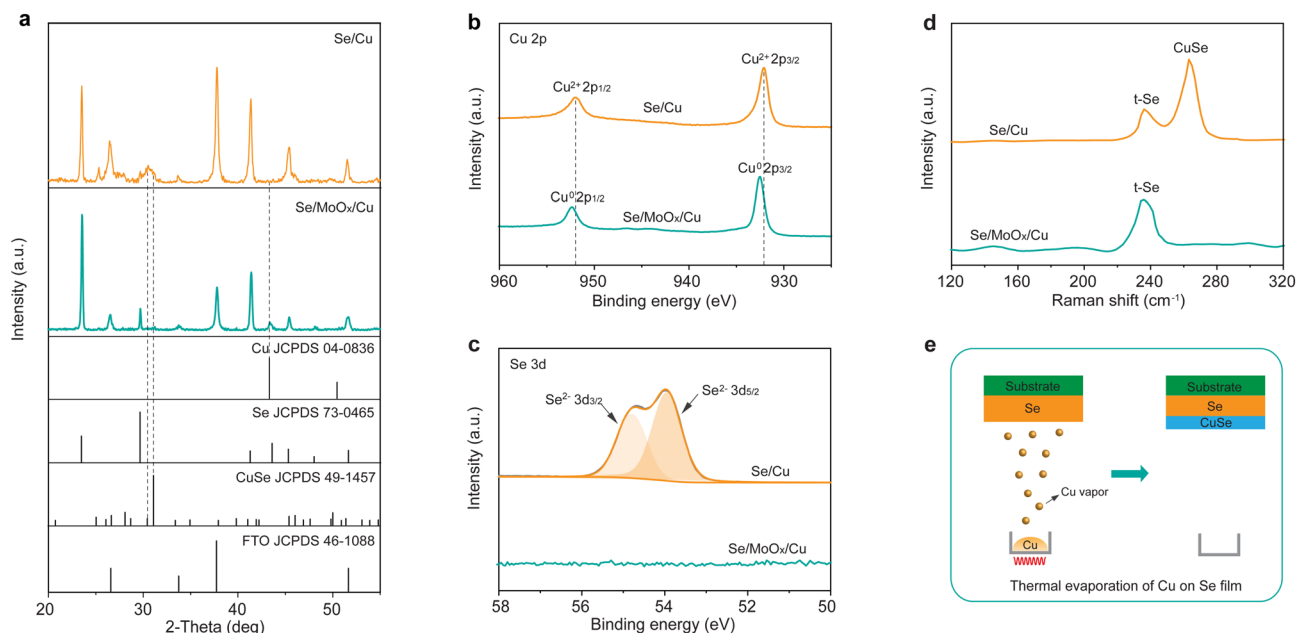 a
Se/Cu
Se/MoOₓ/Cu
Cu JCPDS 04-0836
Se JCPDS 73-0465
CuSe JCPDS 49-1457
FTO JCPDS 46-1088
Intensity (a.u.)
20 30 40 50
2-Theta (deg)
b
Cu 2p
Cu²⁺ 2p₃/₂
Cu²⁺ 2p₁/₂
Se/Cu
Cu⁰ 2p₃/₂
Cu⁰ 2p₁/₂
Se/MoOₓ/Cu
Intensity (a.u.)
960 950 940 930
Binding energy (eV)
c
Se 3d
Se²⁻ 3d₃/₂
Se²⁻ 3d₅/₂
Se/Cu
Se/MoOₓ/Cu
Intensity (a.u.)
58 56 54 52 50
Binding energy (eV)
d
CuSe
t-Se
Se/Cu
t-Se
Se/MoOₓ/Cu
Intensity (a.u.)
120 160 200 240 280 320
Raman shift (cm⁻¹)
e
Substrate
Se
Cu vapor
Cu
Substrate
Se
CuSe
Thermal evaporation of Cu on Se film